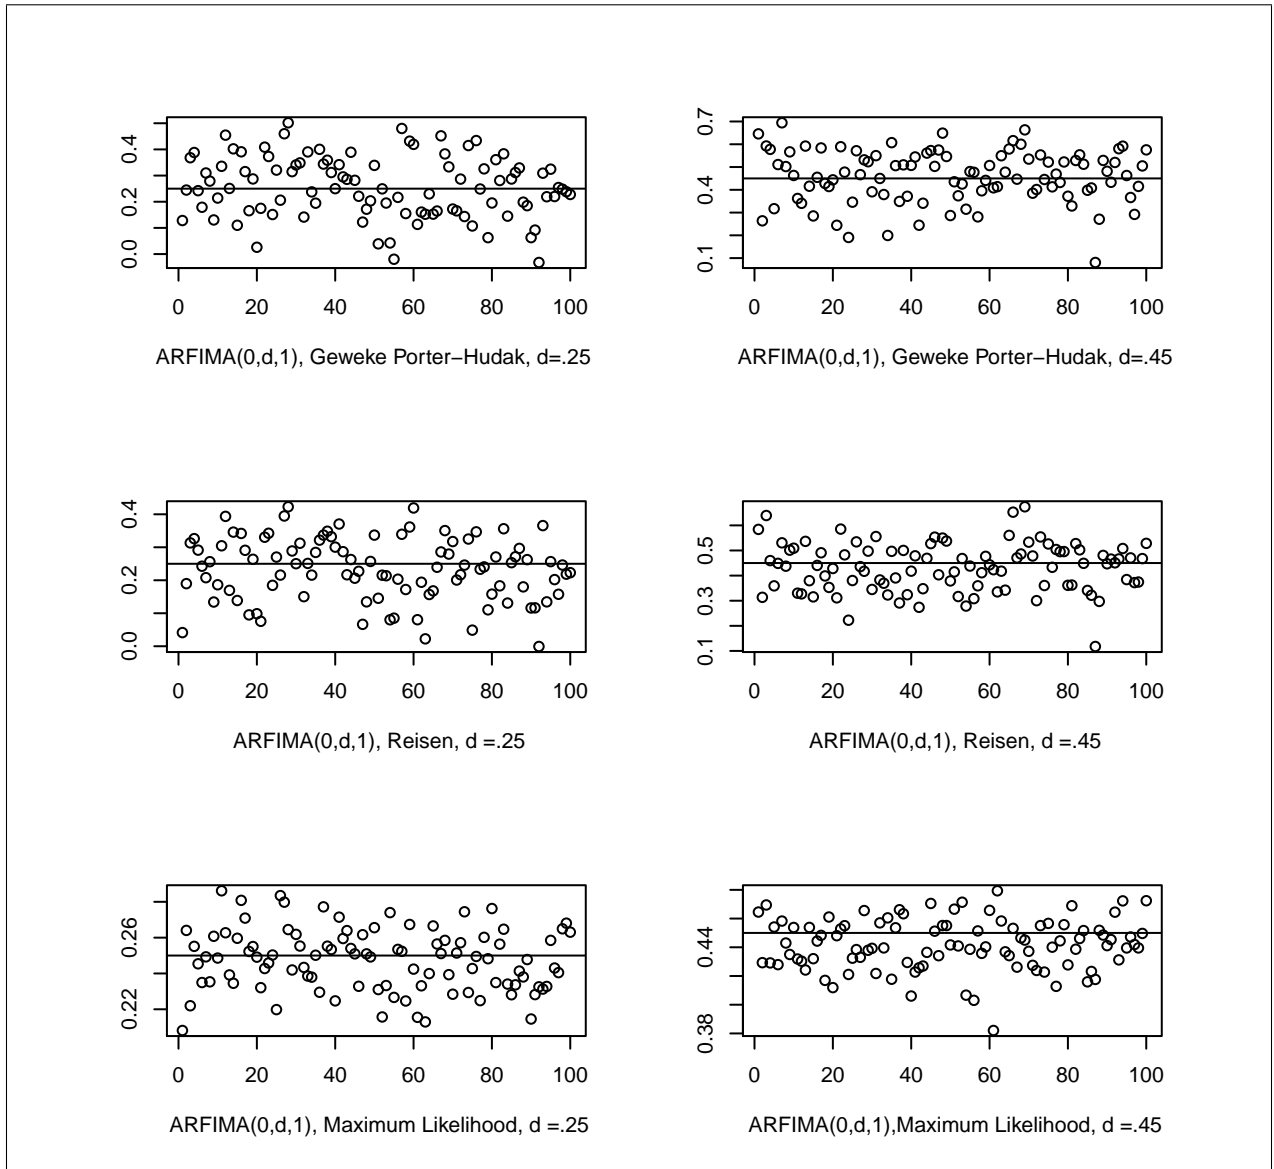 0.0 0.2 0.4
0 20 40 60 80 100
ARFIMA(0,d,1), Geweke Porter−Hudak, d=.25
0.1 0.4 0.7
0 20 40 60 80 100
ARFIMA(0,d,1), Geweke Porter−Hudak, d=.45
0.0 0.2 0.4
0 20 40 60 80 100
ARFIMA(0,d,1), Reisen, d =.25
0.1 0.3 0.5
0 20 40 60 80 100
ARFIMA(0,d,1), Reisen, d =.45
0.22 0.26
0 20 40 60 80 100
ARFIMA(0,d,1), Maximum Likelihood, d =.25
0.38 0.44
0 20 40 60 80 100
ARFIMA(0,d,1),Maximum Likelihood, d =.45